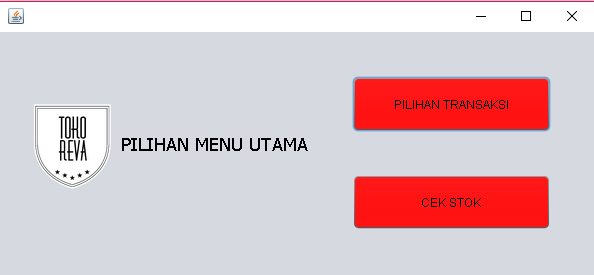 TOKO
REVA
PILIHAN MENU UTAMA
PILIHAN TRANSAKSI
CEK STOK